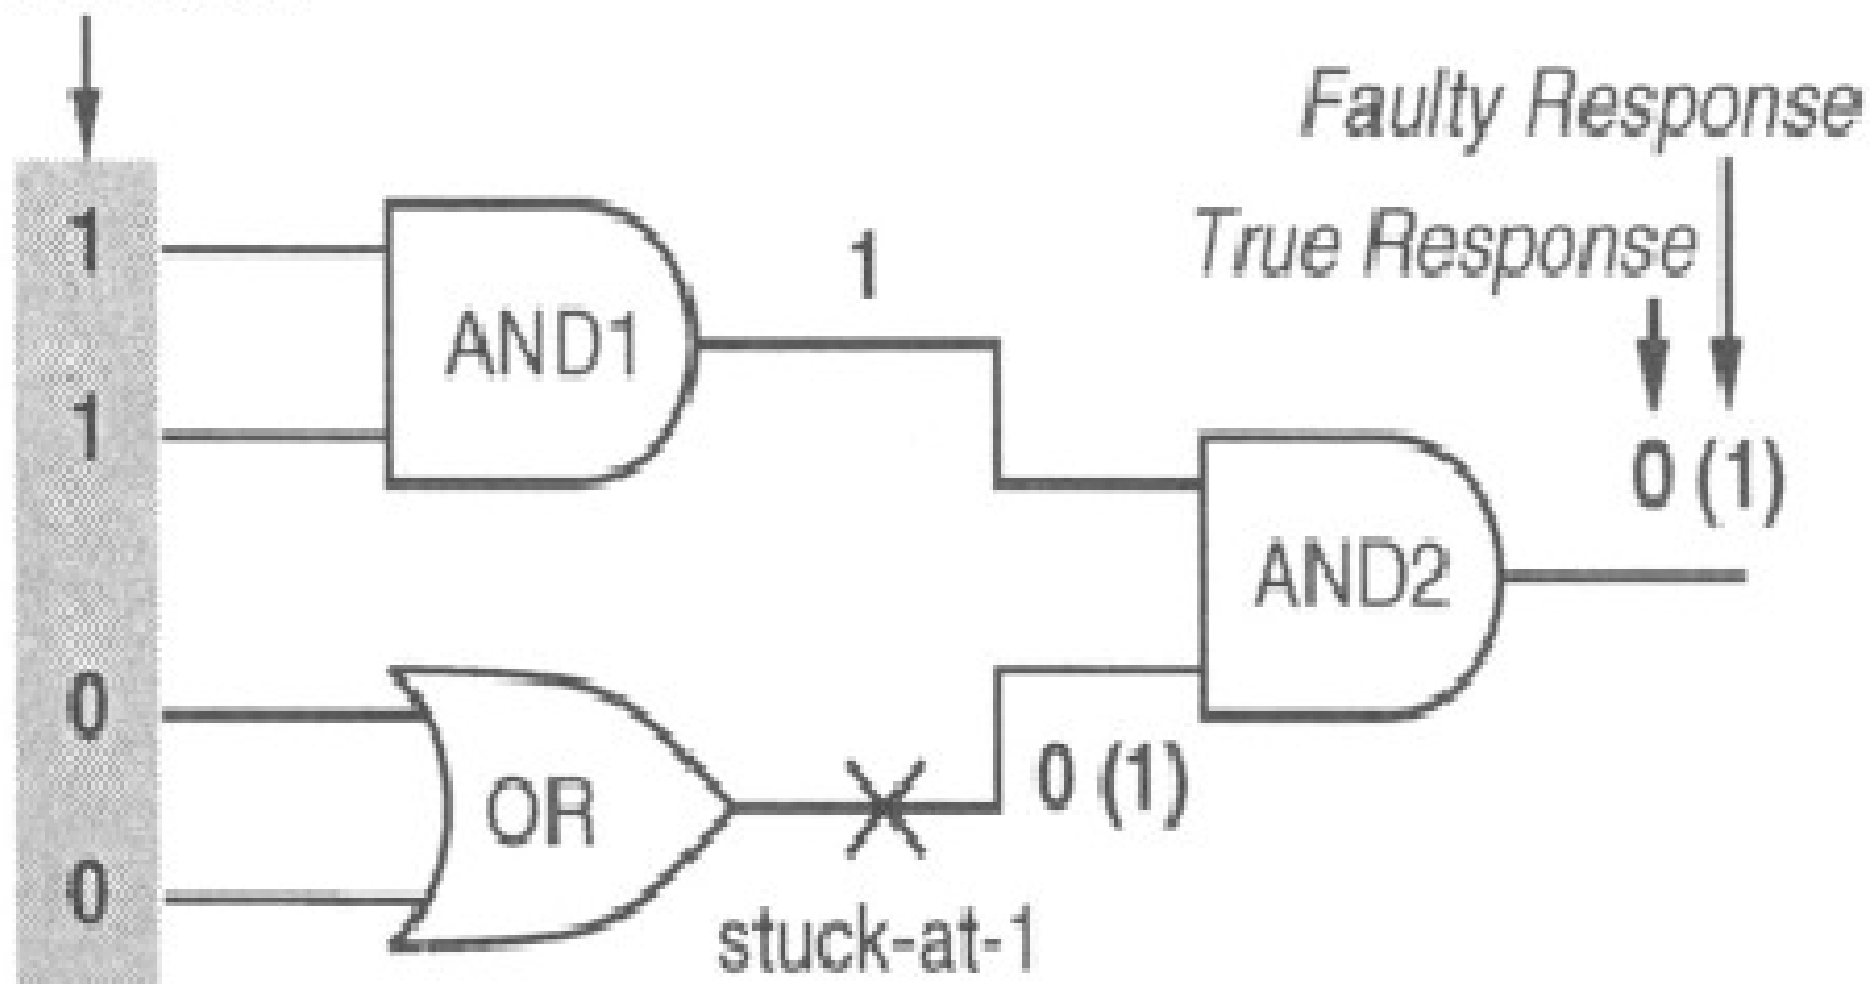 Faulty Response
True Response
1
1
AND1
1
0 (1)
AND2
0
0
OR
0 (1)
stuck-at-1